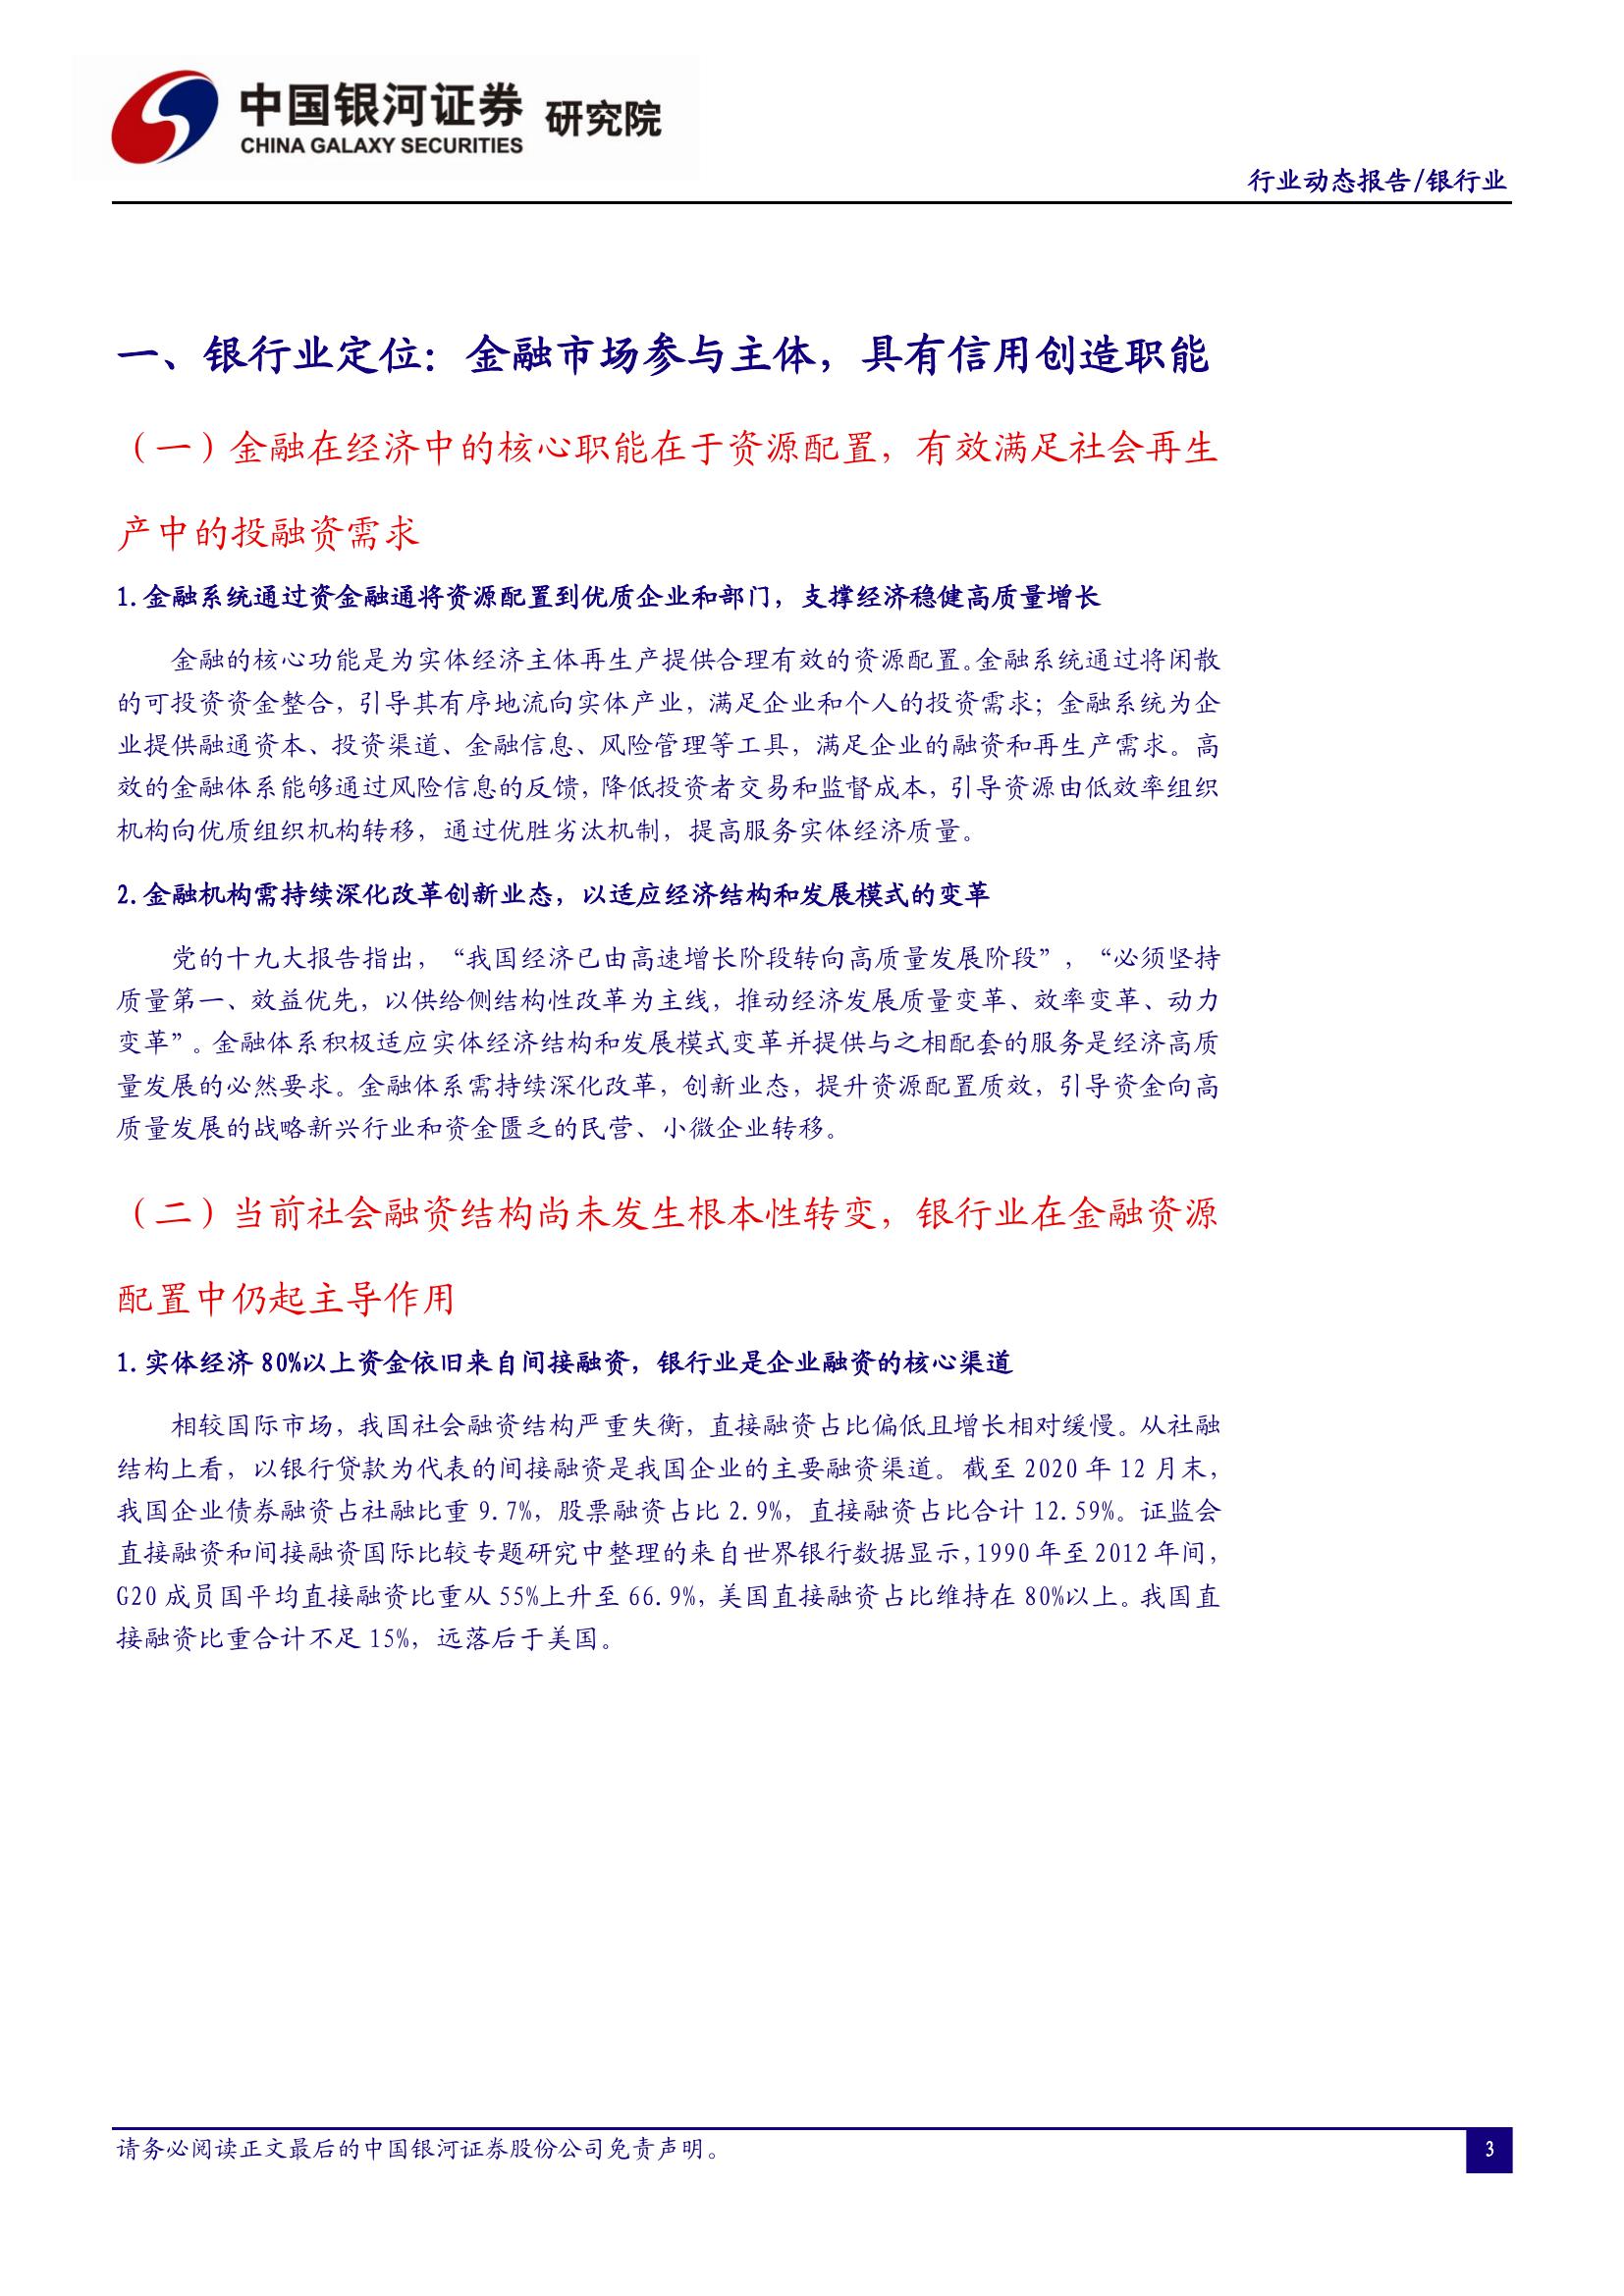 中国银河证券 研究院
CHINA GALAXY SECURITIES
行业动态报告/银行业
一、银行业定位：金融市场参与主体，具有信用创造职能
（一）金融在经济中的核心职能在于资源配置，有效满足社会再生
产中的投融资需求
1.金融系统通过资金融通将资源配置到优质企业和部门，支撑经济稳健高质量增长
金融的核心功能是为实体经济主体再生产提供合理有效的资源配置。金融系统通过将闲散
的可投资资金整合，引导其有序地流向实体产业，满足企业和个人的投资需求；金融系统为企
业提供融通资本、投资渠道、金融信息、风险管理等工具，满足企业的融资和再生产需求。高
效的金融体系能够通过风险信息的反馈，降低投资者交易和监督成本，引导资源由低效率组织
机构向优质组织机构转移，通过优胜劣汰机制，提高服务实体经济质量。
2.金融机构需持续深化改革创新业态，以适应经济结构和发展模式的变革
党的十九大报告指出，“我国经济已由高速增长阶段转向高质量发展阶段”，“必须坚持
质量第一、效益优先，以供给侧结构性改革为主线，推动经济发展质量变革、效率变革、动力
变革”。金融体系积极适应实体经济结构和发展模式变革并提供与之相配套的服务是经济高质
量发展的必然要求。金融体系需持续深化改革，创新业态，提升资源配置质效，引导资金向高
质量发展的战略新兴行业和资金匮乏的民营、小微企业转移。
（二）当前社会融资结构尚未发生根本性转变，银行业在金融资源
配置中仍起主导作用
1.实体经济 80%以上资金依旧来自间接融资，银行业是企业融资的核心渠道
相较国际市场，我国社会融资结构严重失衡，直接融资占比偏低且增长相对缓慢。从社融
结构上看，以银行贷款为代表的间接融资是我国企业的主要融资渠道。截至 2020 年 12 月末，
我国企业债券融资占社融比重 9.7%，股票融资占比 2.9%，直接融资占比合计 12.59%。证监会
直接融资和间接融资国际比较专题研究中整理的来自世界银行数据显示，1990 年至 2012 年间，
G20 成员国平均直接融资比重从 55%上升至 66.9%，美国直接融资占比维持在 80%以上。我国直
接融资比重合计不足 15%，远落后于美国。
请务必阅读正文最后的中国银河证券股份公司免责声明。
3